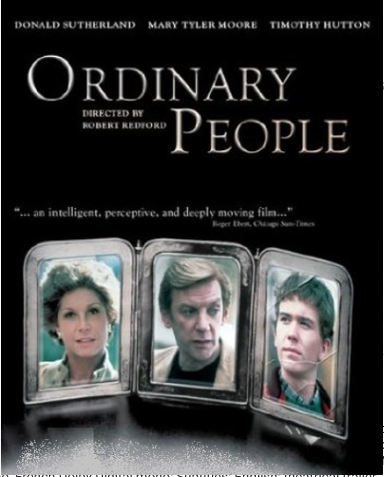 DONALD SUTHERLAND MARY TYLER MOORE TIMOTHY HUTTON
ORDINARY
DIRECTED BY
ROBERT REDFORD
PEOPLE
"... an intelligent, perceptive, and deeply moving film..."
Roger Ebert, Chicago Sun-Times